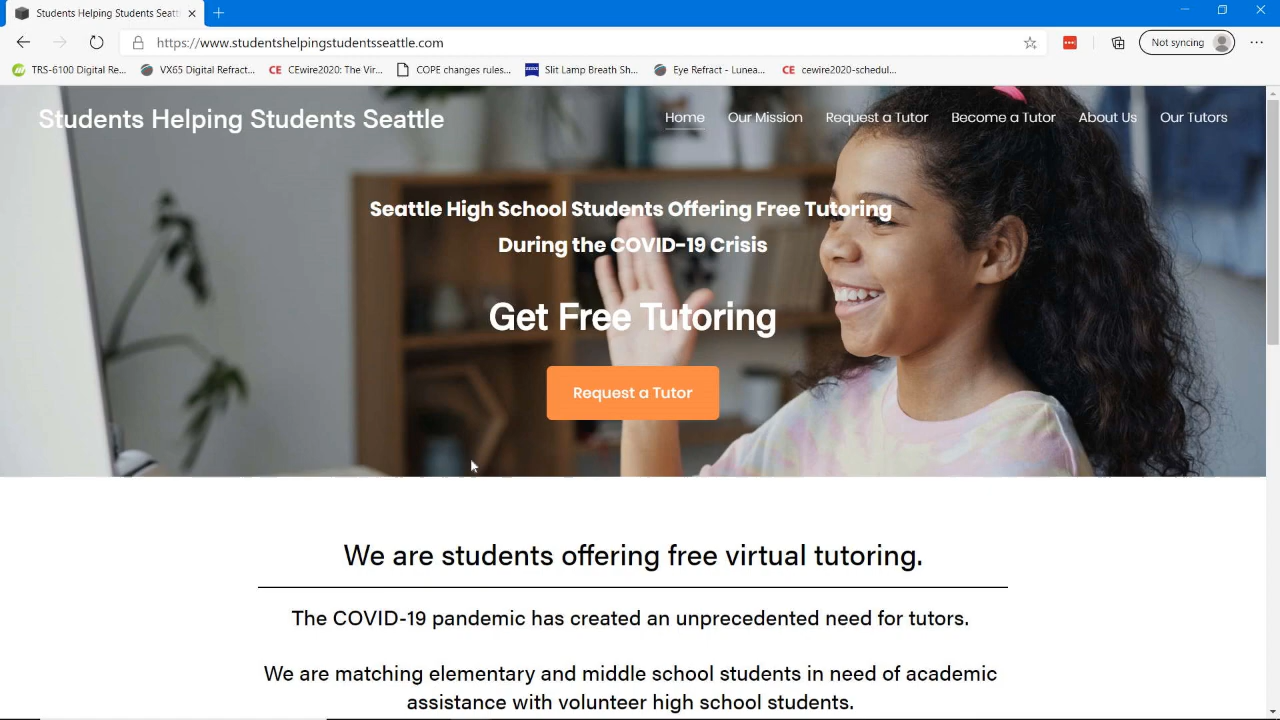 Students Helping Students Seatt
https://www.studentshelpingstudentsseattle.com
Not syncing
TRS-6100 Digital Re...
VX65 Digital Refract...
CE CEwire2020: The Vir...
COPE changes rules...
Slit Lamp Breath Sh...
Eye Refract - Lunea...
CE cewire2020-schedul...
Students Helping Students Seattle
Home
Our Mission
Request a Tutor
Become a Tutor
About Us
Our Tutors
Seattle High School Students Offering Free Tutoring
During the COVID-19 Crisis
Get Free Tutoring
Request a Tutor
We are students offering free virtual tutoring.
The COVID-19 pandemic has created an unprecedented need for tutors.
We are matching elementary and middle school students in need of academic
assistance with volunteer high school students.